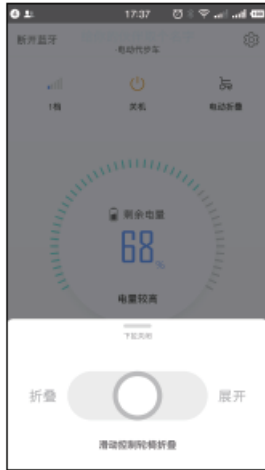 17:37
断开蓝牙
·电动代步车
1档 关机 电动折叠
剩余电量
68%
电量较高
下拉关闭
折叠 展开
滑动控制轮椅折叠